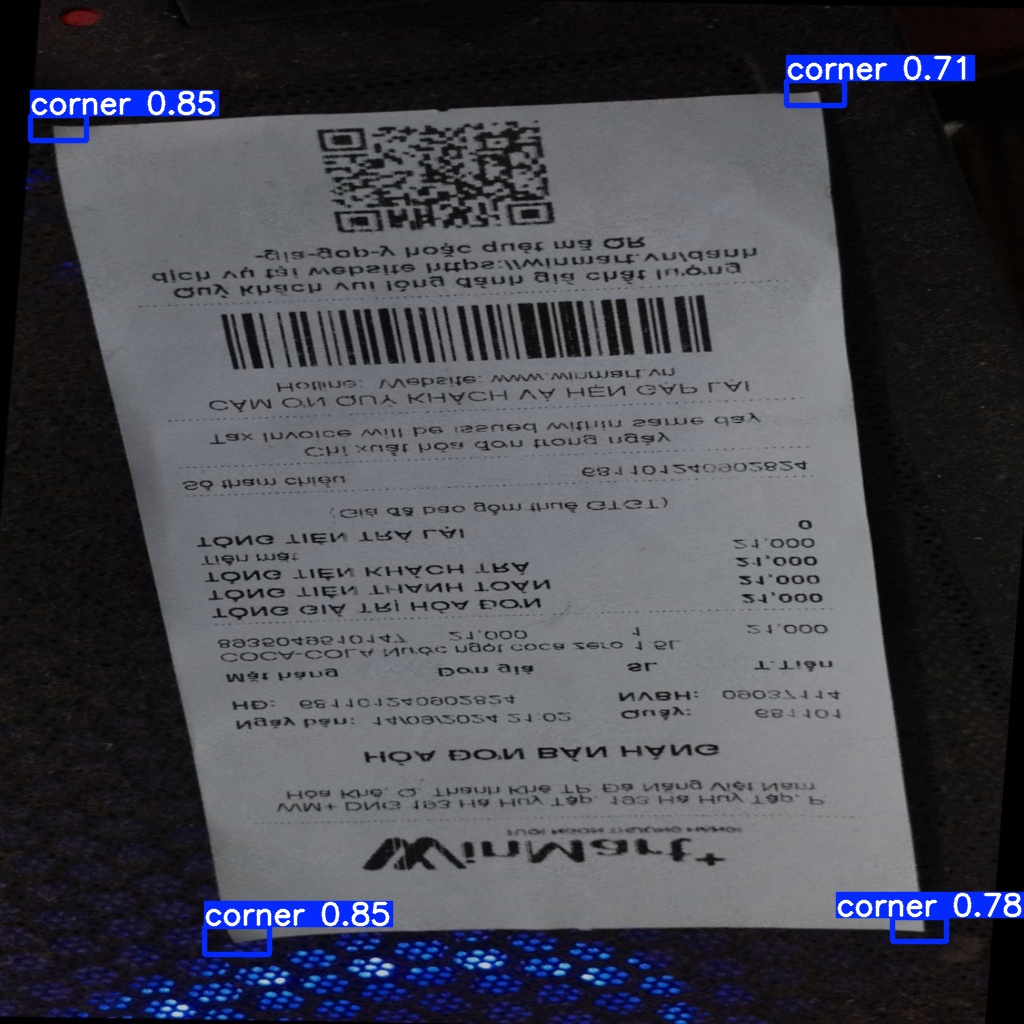 corner 0.85
corner 0.71
WinMart+
WM+ DNG 193 Hà Huy Tập, 193 Hà Huy Tập, P.
Hòa Khê, Q. Thanh Khê TP. Đà Nẵng Việt Nam
HÓA ĐƠN BÁN HÀNG
Ngày bán: 14/09/2024 21:02 Quầy: 681101
HĐ: 681101240902824 NVBH: 09037114
Mặt hàng Đơn giá SL T.Tiền
COCA-COLA Nước ngọt coca zero 1.5L
8935049510147 21,000 1 21,000
TỔNG GIÁ TRỊ HÓA ĐƠN 21,000
TỔNG TIỀN THANH TOÁN 21,000
TỔNG TIỀN KHÁCH TRẢ 21,000
Tiền mặt 21,000
TỔNG TIỀN TRẢ LẠI 0
(Giá đã bao gồm thuế GTGT)
Số tham chiếu 681101240902824
Chỉ xuất hóa đơn trong ngày
Tax Invoice will be issued within same day
CẢM ƠN QUÝ KHÁCH VÀ HẸN GẶP LẠI
Hotline: Website: www.winmart.vn
Quý khách vui lòng đánh giá chất lượng
dịch vụ tại website https://winmart.vn/danh
-gia-gop-y hoặc quét mã QR
corner 0.85
corner 0.78